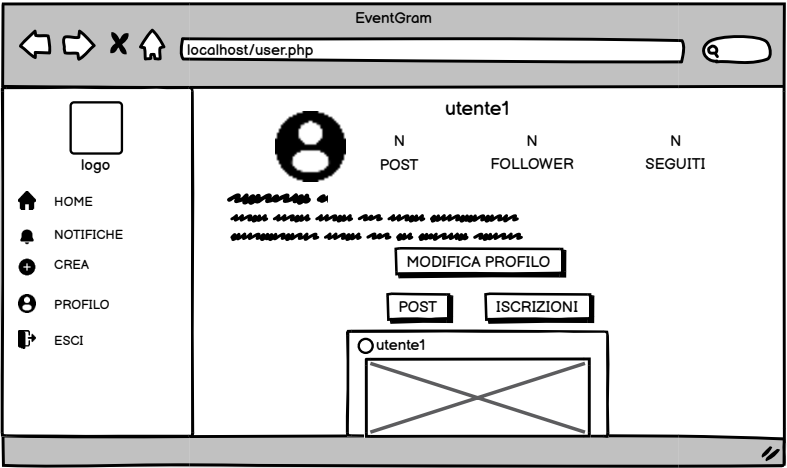 EventGram
localhost/user.php
logo
HOME
NOTIFICHE
CREA
PROFILO
ESCI
utente1
N N N
POST FOLLOWER SEGUITI
MODIFICA PROFILO
POST ISCRIZIONI
utente1